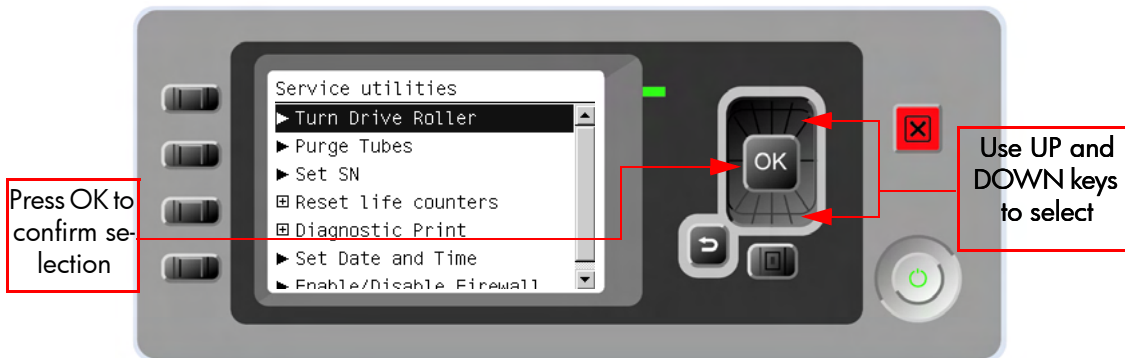 Service utilities
Turn Drive Roller
Purge Tubes
Set SN
Reset life counters
Diagnostic Print
Set Date and Time
Enable/Disable Firewall
OK
Press OK to
confirm se-
lection
Use UP and
DOWN keys
to select